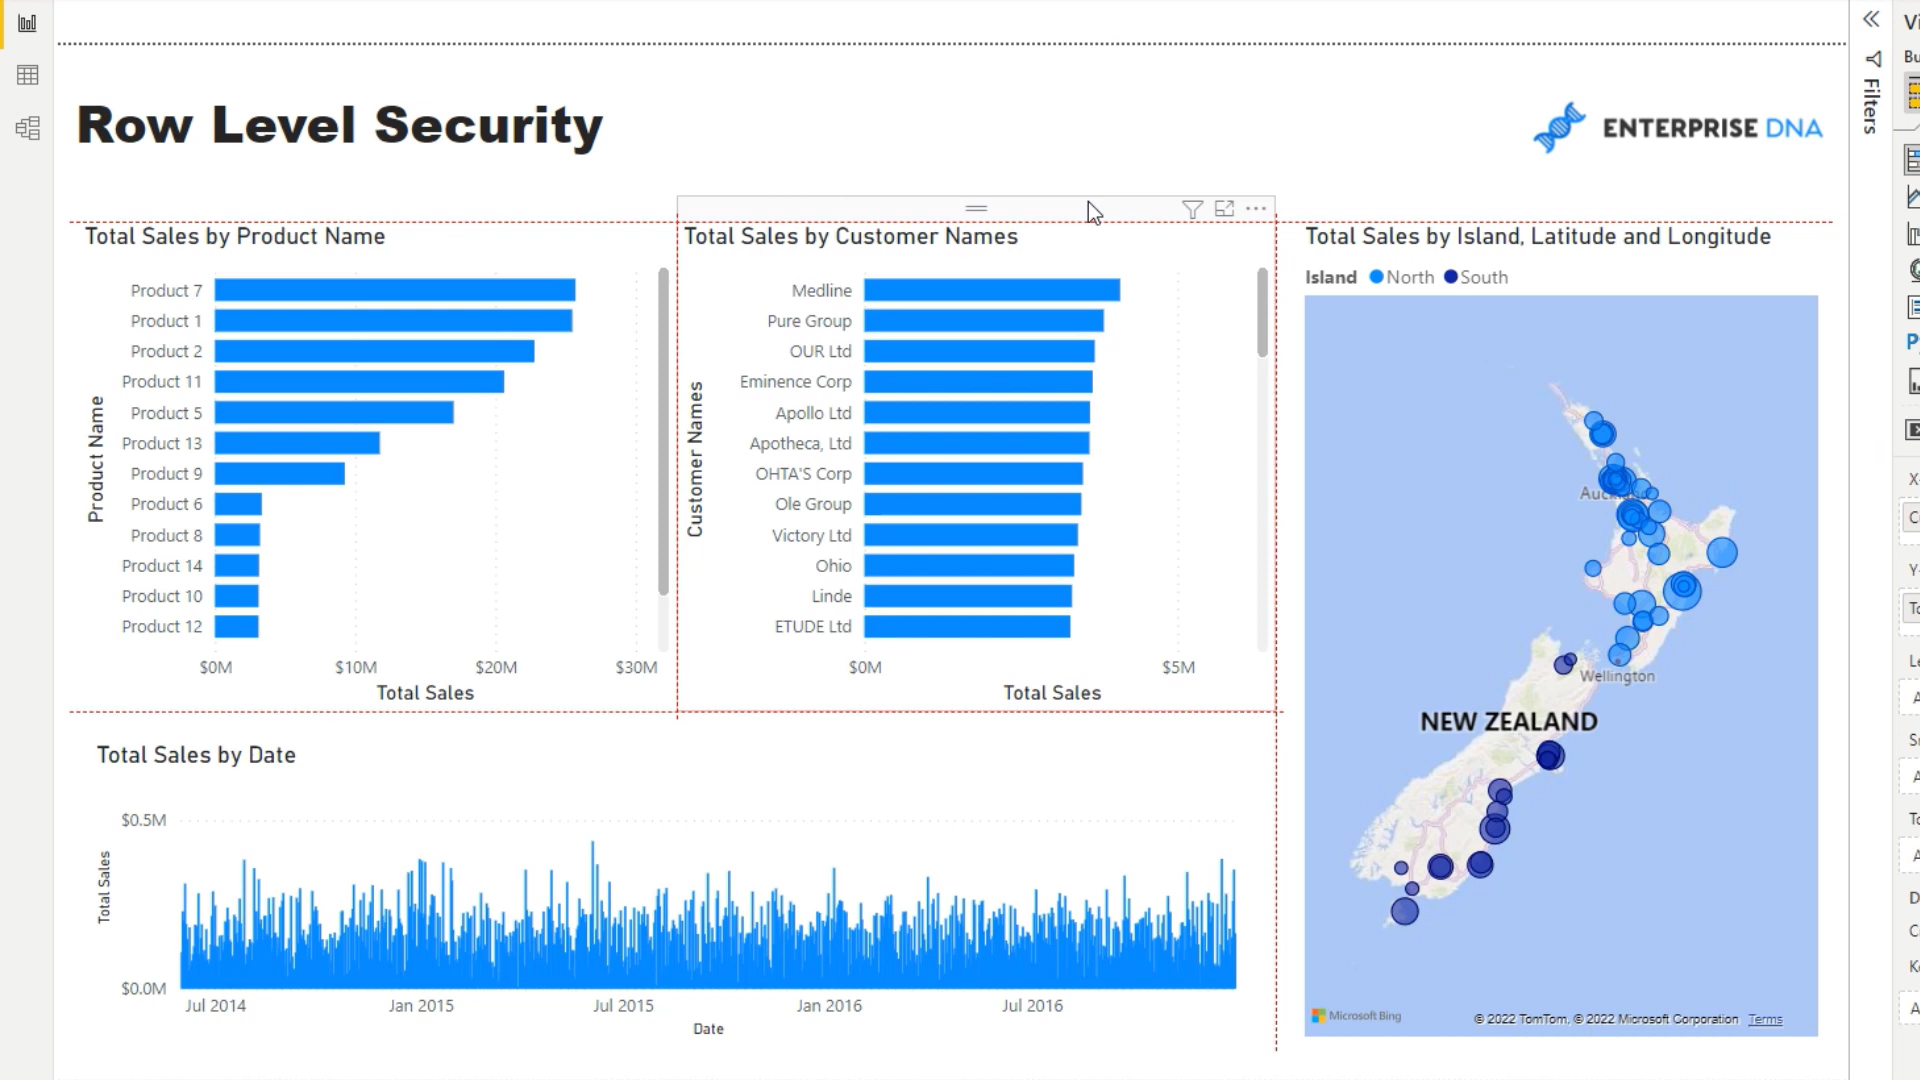 Row Level Security
ENTERPRISE DNA
Filters
Total Sales by Product Name
Product Name
Product 7
Product 1
Product 2
Product 11
Product 5
Product 13
Product 9
Product 6
Product 8
Product 14
Product 10
Product 12
$0M $10M $20M $30M
Total Sales
Total Sales by Customer Names
Customer Names
Medline
Pure Group
OUR Ltd
Eminence Corp
Apollo Ltd
Apotheca, Ltd
OHTA'S Corp
Ole Group
Victory Ltd
Ohio
Linde
ETUDE Ltd
$0M $5M
Total Sales
Total Sales by Island, Latitude and Longitude
Island North South
Wellington
NEW ZEALAND
Microsoft Bing
© 2022 TomTom, © 2022 Microsoft Corporation Terms
Total Sales by Date
Total Sales
$0.5M
$0.0M
Jul 2014 Jan 2015 Jul 2015 Jan 2016 Jul 2016
Date